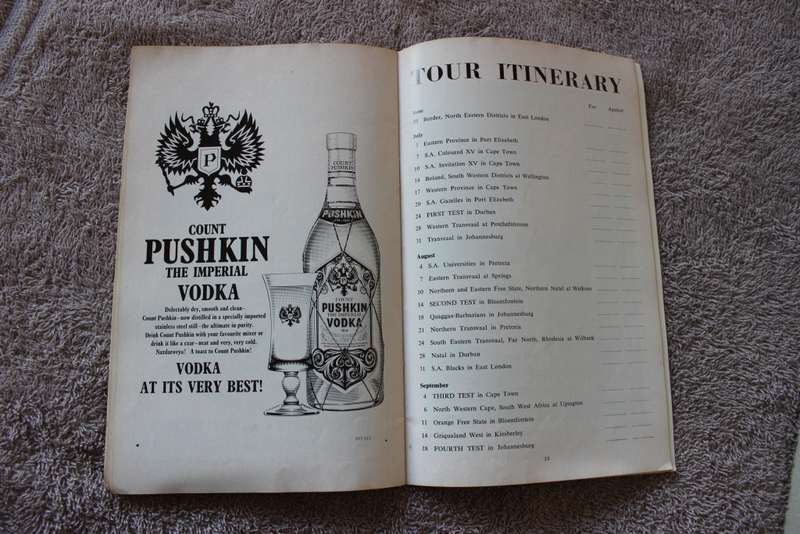 P
COUNT
PUSHKIN
THE IMPERIAL
VODKA
Delectably dry, smooth and clean–
Count Pushkin–now distilled in a specially imported
stainless steel still–the ultimate in purity.
Drink Count Pushkin with your favourite mixer or
drink it like a czar–neat and very, very cold.
Nazdarovya! A toast to Count Pushkin!
VODKA
AT ITS VERY BEST!
COUNT
PUSHKIN
PUSHKIN
COUNT
PUSHKIN
THE IMPERIAL
VODKA
TOUR ITINERARY
For Against
June
Border, North Eastern Districts in East London
July
Eastern Province in Port Elizabeth
7 S.A. Coloured XV in Cape Town
10 S.A. Invitation XV in Cape Town
14 Boland, South Western Districts at Wellington
17 Western Province in Cape Town
20 S.A. Gazelles in Port Elizabeth
24 FIRST TEST in Durban
28 Western Transvaal at Potchefstroom
31 Transvaal in Johannesburg
August
4 S.A. Universities in Pretoria
7 Eastern Transvaal at Springs
10 Northern and Eastern Free State, Northern Natal at Welkom
14 SECOND TEST in Bloemfontein
18 Quaggas-Barbarians in Johannesburg
21 Northern Transvaal in Pretoria
24 South Eastern Transvaal, Far North, Rhodesia at Witbank
28 Natal in Durban
31 S.A. Blacks in East London
September
4 THIRD TEST in Cape Town
6 North Western Cape, South West Africa at Upington
11 Orange Free State in Bloemfontein
14 Griqualand West in Kimberley
18 FOURTH TEST in Johannesburg